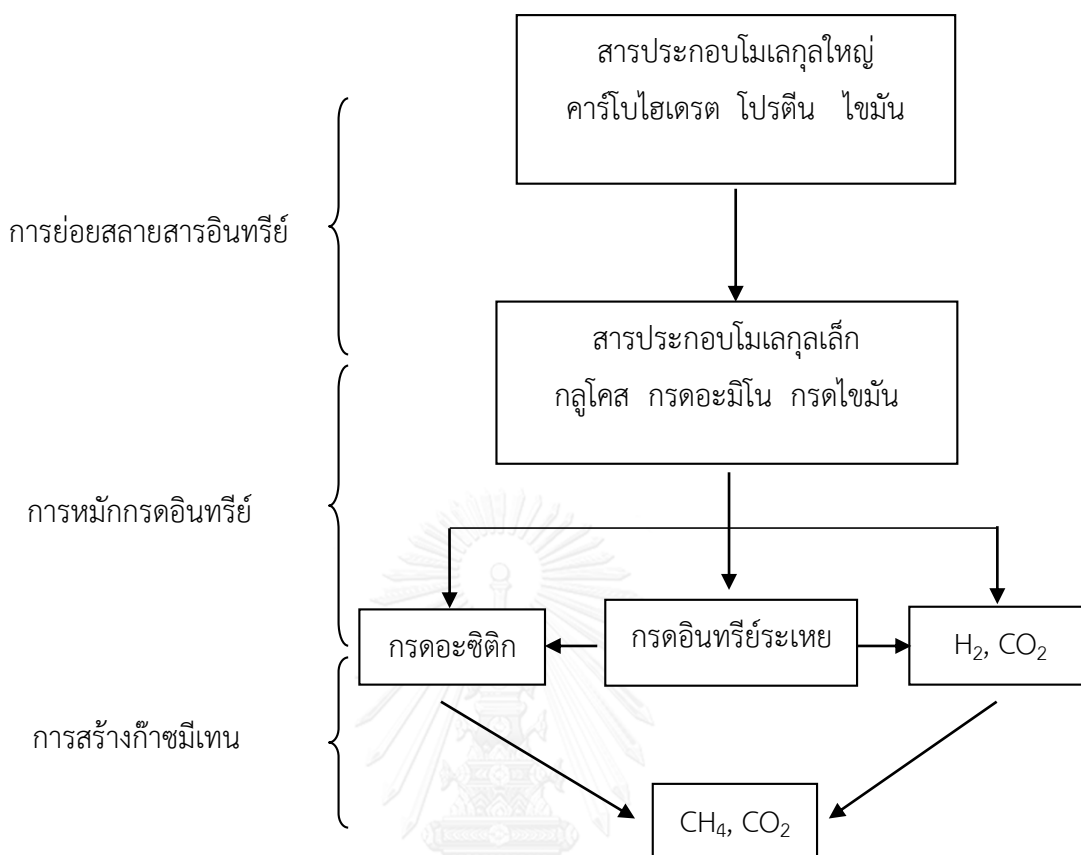 สารประกอบโมเลกุลใหญ่
คาร์โบไฮเดรต โปรตีน ไขมัน
การย่อยสลายสารอินทรีย์
สารประกอบโมเลกุลเล็ก
กลูโคส กรดอะมิโน กรดไขมัน
การหมักกรดอินทรีย์
กรดอะซิติก
กรดอินทรีย์ระเหย
H₂, CO₂
การสร้างก๊าซมีเทน
CH₄, CO₂